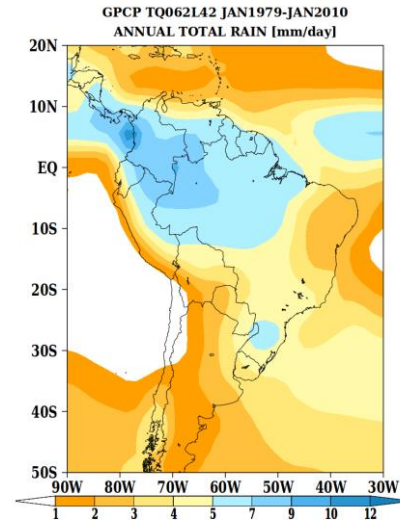 GPCP TQ062L42 JAN1979-JAN2010
ANNUAL TOTAL RAIN [mm/day]
20N
10N
EQ
10S
20S
30S
40S
50S
90W 80W 70W 60W 50W 40W 30W
1 2 3 4 5 7 9 10 12